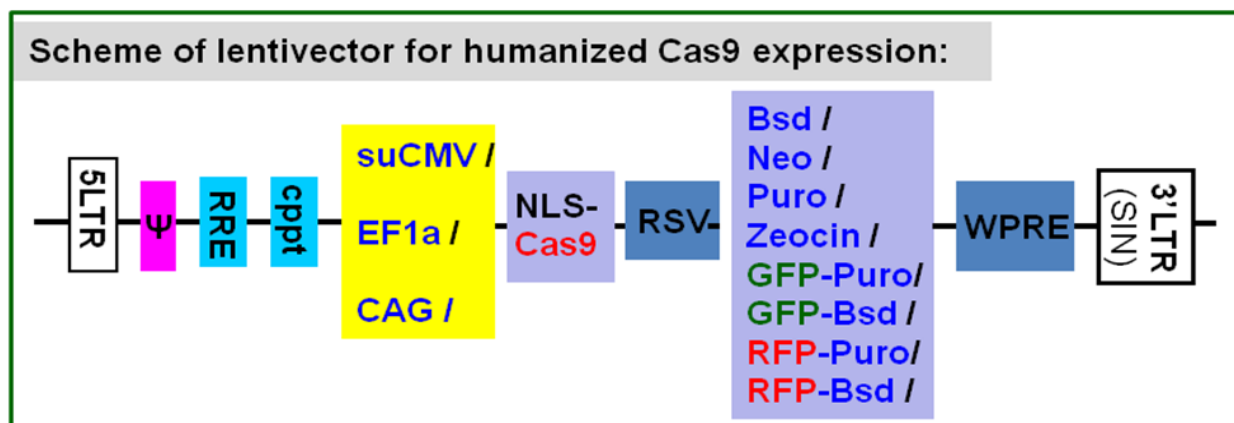 Scheme of lentivector for humanized Cas9 expression:
5LTR
Ψ
RRE
cppt
suCMV /
EF1a /
CAG /
NLS-
Cas9
RSV
Bsd /
Neo /
Puro /
Zeocin /
GFP-Puro/
GFP-Bsd /
RFP-Puro/
RFP-Bsd /
WPRE
3'LTR
(SIN)